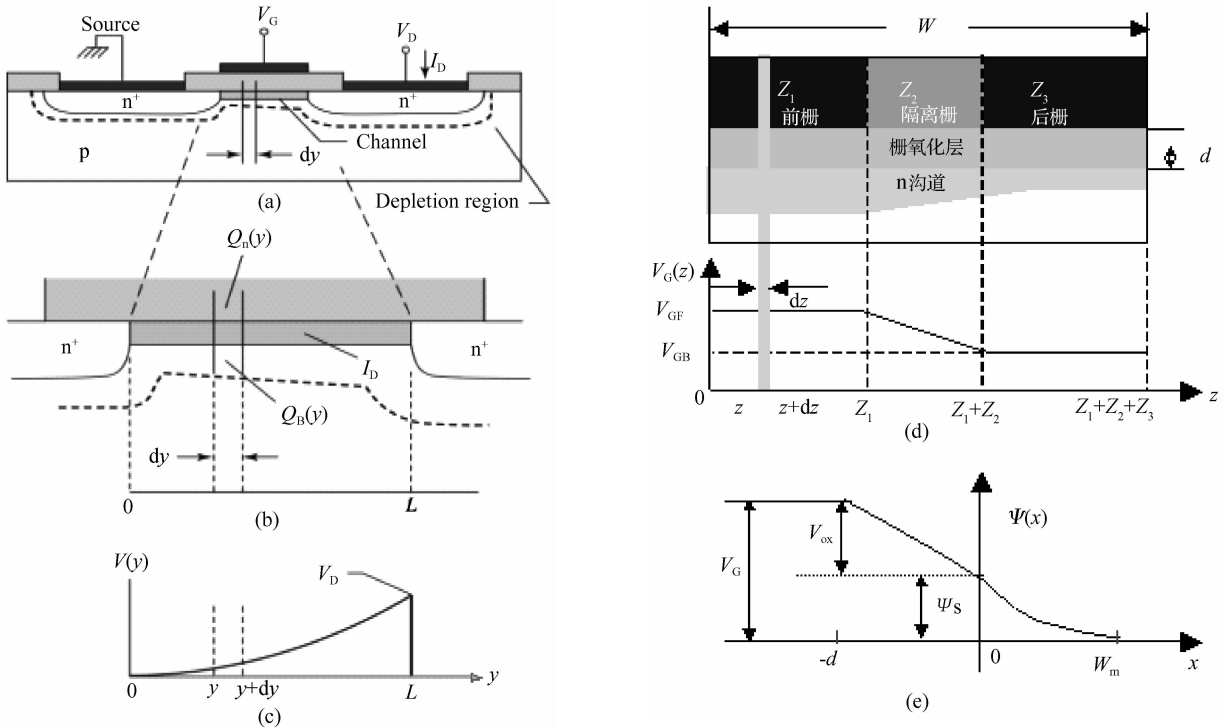 Source
V_G
V_D
I_D
n+
n+
p
dy
Channel
Depletion region
(a)
Q_n(y)
n+
n+
I_D
Q_B(y)
dy
0
L
(b)
V(y)
V_D
0
y
y+dy
L
y
(c)
W
Z_1
前栅
Z_2
隔离栅
Z_3
后栅
栅氧化层
d
n沟道
V_G(z)
dz
V_GF
V_GB
0
z
z+dz
Z_1
Z_1+Z_2
Z_1+Z_2+Z_3
z
(d)
Ψ(x)
V_ox
V_G
Ψ_S
-d
0
W_m
x
(e)